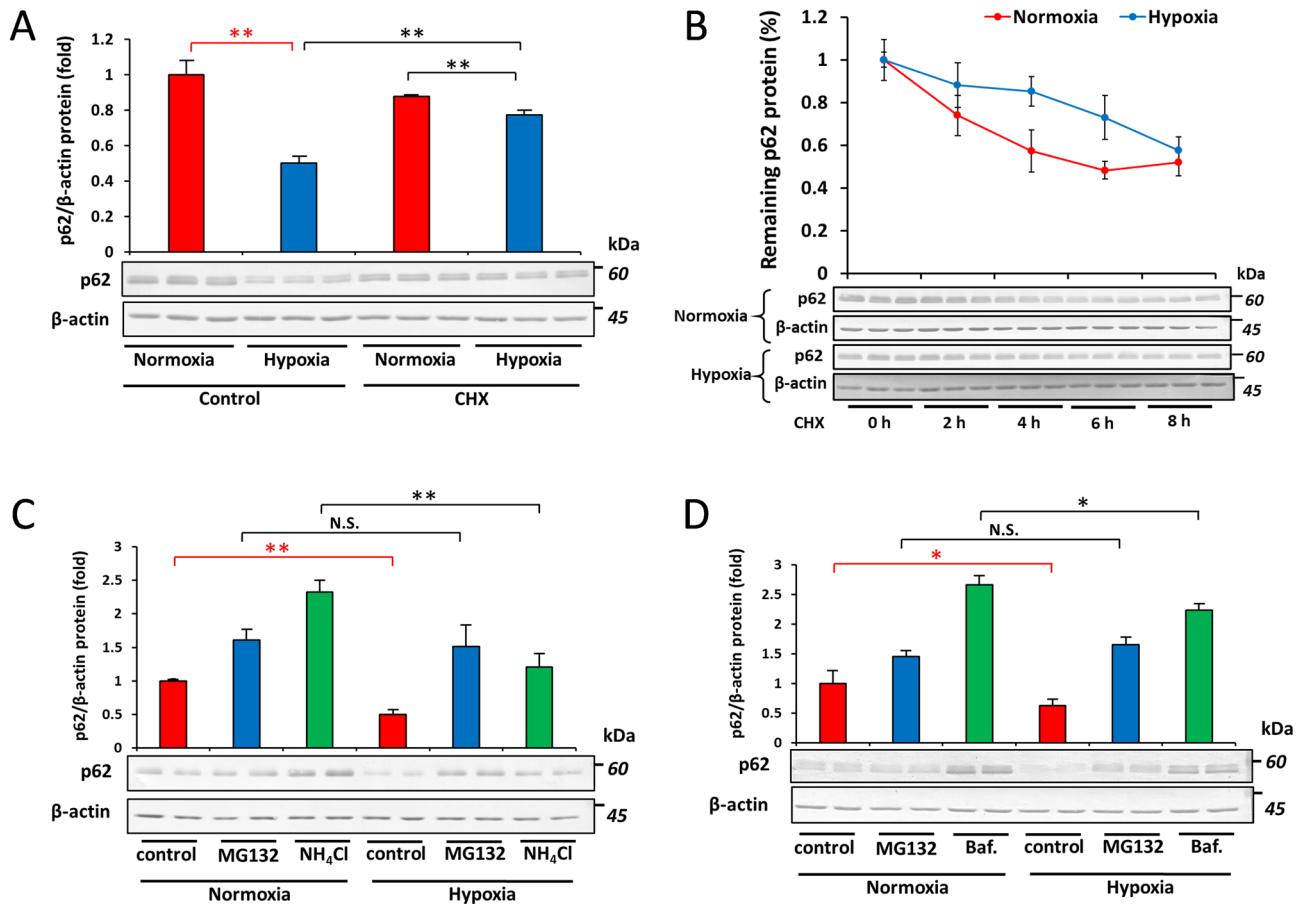 A
p62/β-actin protein (fold)
1.2
1
0.8
0.6
0.4
0.2
0
**
**
**
kDa
p62
60
β-actin
45
Normoxia Hypoxia Normoxia Hypoxia
Control CHX
B
Normoxia Hypoxia
Remaining p62 protein (%)
1.2
1
0.8
0.6
0.4
0.2
0
kDa
Normoxia
p62
60
β-actin
45
Hypoxia
p62
60
β-actin
45
CHX 0 h 2 h 4 h 6 h 8 h
C
p62/β-actin protein (fold)
**
N.S.
**
3
2.5
2
1.5
1
0.5
0
kDa
p62
60
β-actin
45
control MG132 NH₄Cl control MG132 NH₄Cl
Normoxia Hypoxia
D
p62/β-actin protein (fold)
*
N.S.
*
3
2.5
2
1.5
1
0.5
0
kDa
p62
60
β-actin
45
control MG132 Baf. control MG132 Baf.
Normoxia Hypoxia